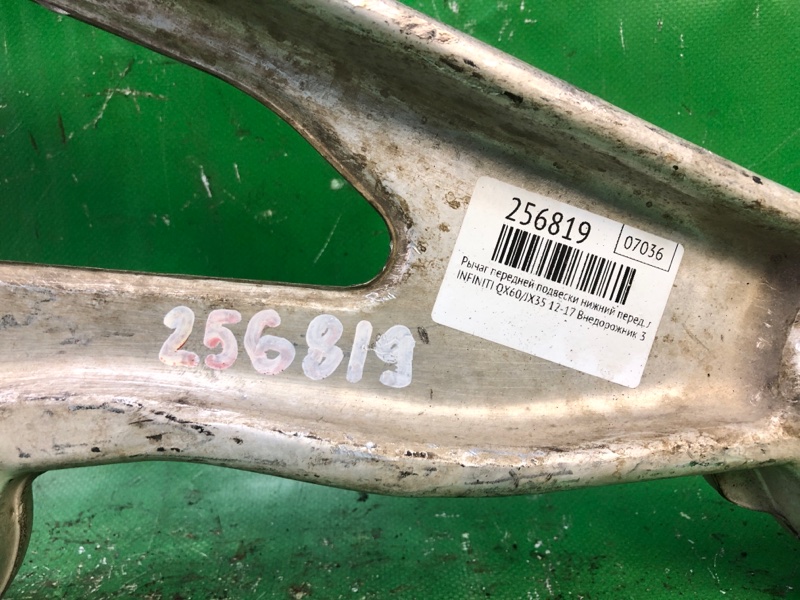 256819
07036
Рычаг передней подвески нижний перед. л
INFINITI QX60/JX35 12-17 Внедорожник 3
256819